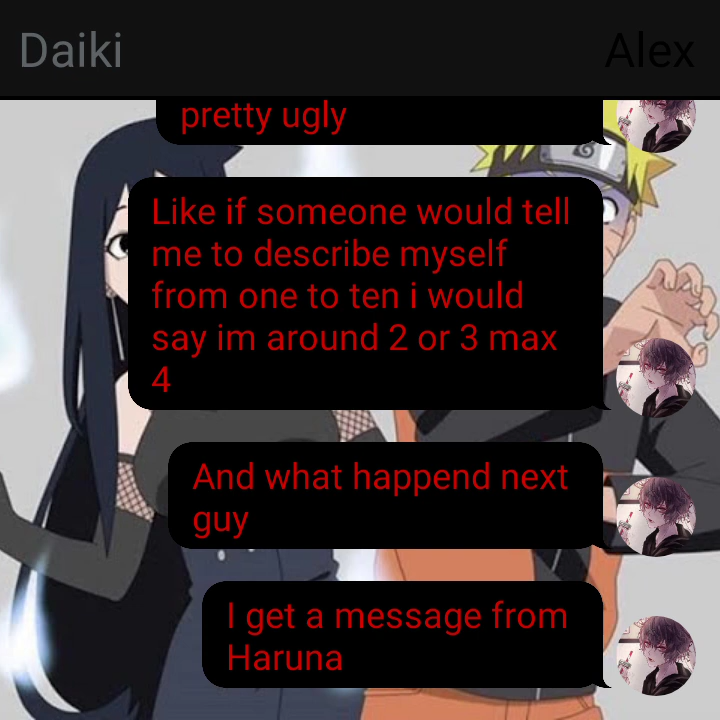 Daiki Alex
pretty ugly
Like if someone would tell
me to describe myself
from one to ten i would
say im around 2 or 3 max
4
And what happend next
guy
I get a message from
Haruna